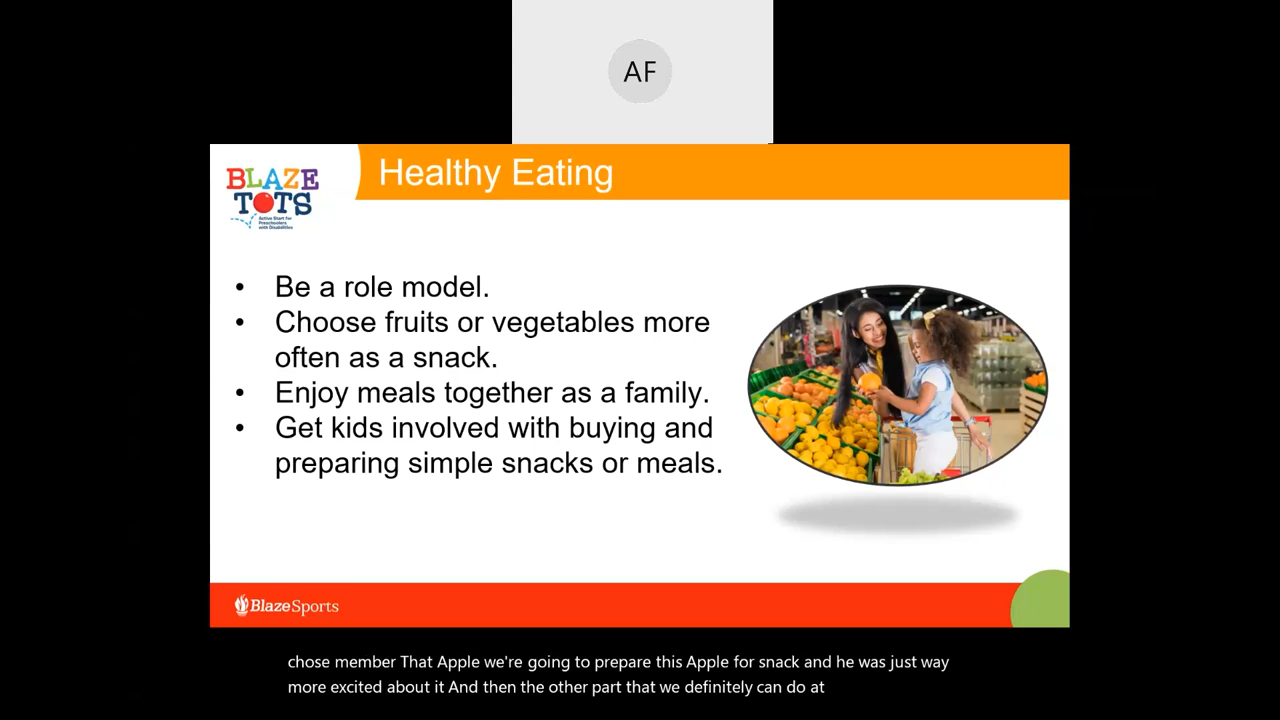 AF
BLAZE
TOTS
Active Start for
Preschoolers
with Disabilities
Healthy Eating
• Be a role model.
• Choose fruits or vegetables more
often as a snack.
• Enjoy meals together as a family.
• Get kids involved with buying and
preparing simple snacks or meals.
BlazeSports
chose member That Apple we're going to prepare this Apple for snack and he was just way
more excited about it And then the other part that we definitely can do at